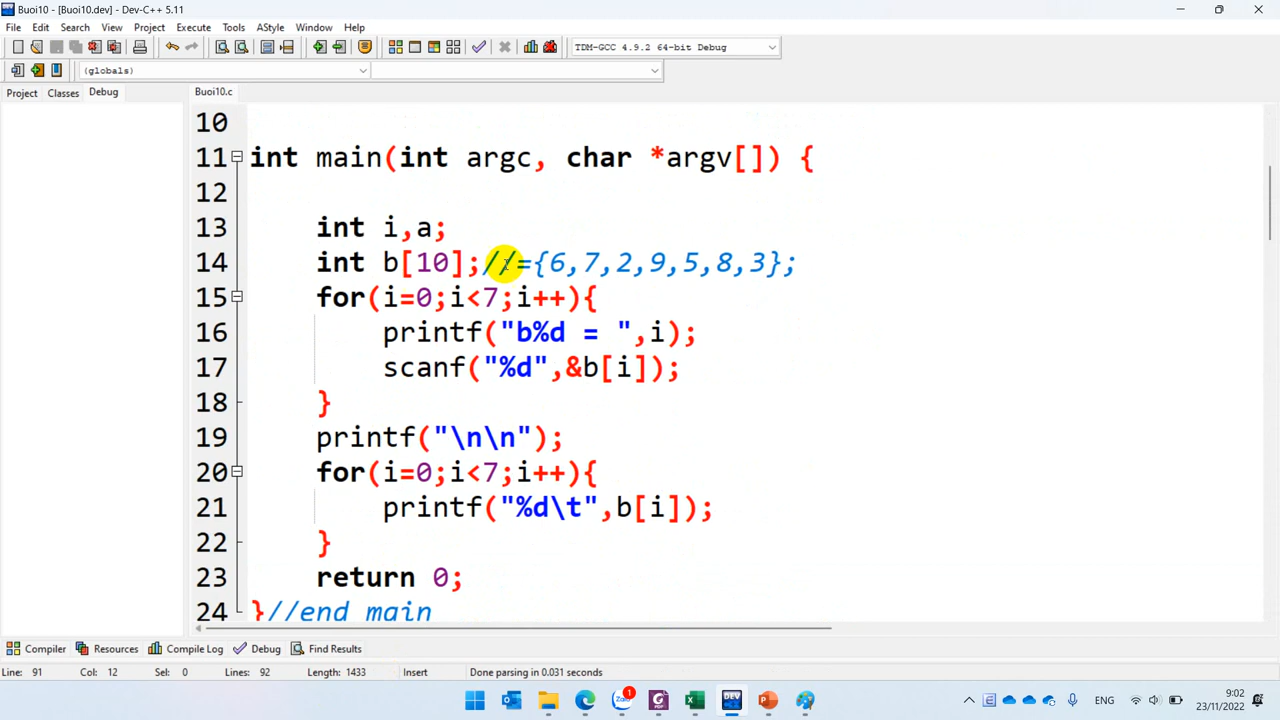 Buoi10 - [Buoi10.dev] - Dev-C++ 5.11
File Edit Search View Project Execute Tools AStyle Window Help
TDM-GCC 4.9.2 64-bit Debug
(globals)
Project Classes Debug Buoi10.c
10
11 int main(int argc, char *argv[]) {
12
13 int i,a;
14 int b[10];//={6,7,2,9,5,8,3};
15 for(i=0;i<7;i++){
16 printf("b%d = ",i);
17 scanf("%d",&b[i]);
18 }
19 printf("\n\n");
20 for(i=0;i<7;i++){
21 printf("%d\t",b[i]);
22 }
23 return 0;
24 }//end main
Compiler Resources Compile Log Debug Find Results
Line: 91 Col: 12 Sel: 0 Lines: 92 Length: 1433 Insert Done parsing in 0.031 seconds
Zalo 1 DEV ENG 9:02
23/11/2022